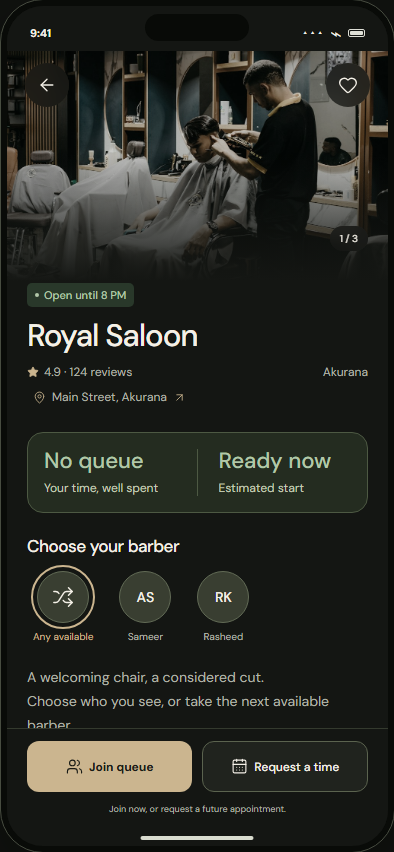 9:41
1 / 3
Open until 8 PM
Royal Saloon
4.9 · 124 reviews
Akurana
Main Street, Akurana
No queue
Ready now
Your time, well spent
Estimated start
Choose your barber
AS
RK
Any available
Sameer
Rasheed
A welcoming chair, a considered cut.
Choose who you see, or take the next available
barber
Join queue
Request a time
Join now, or request a future appointment.